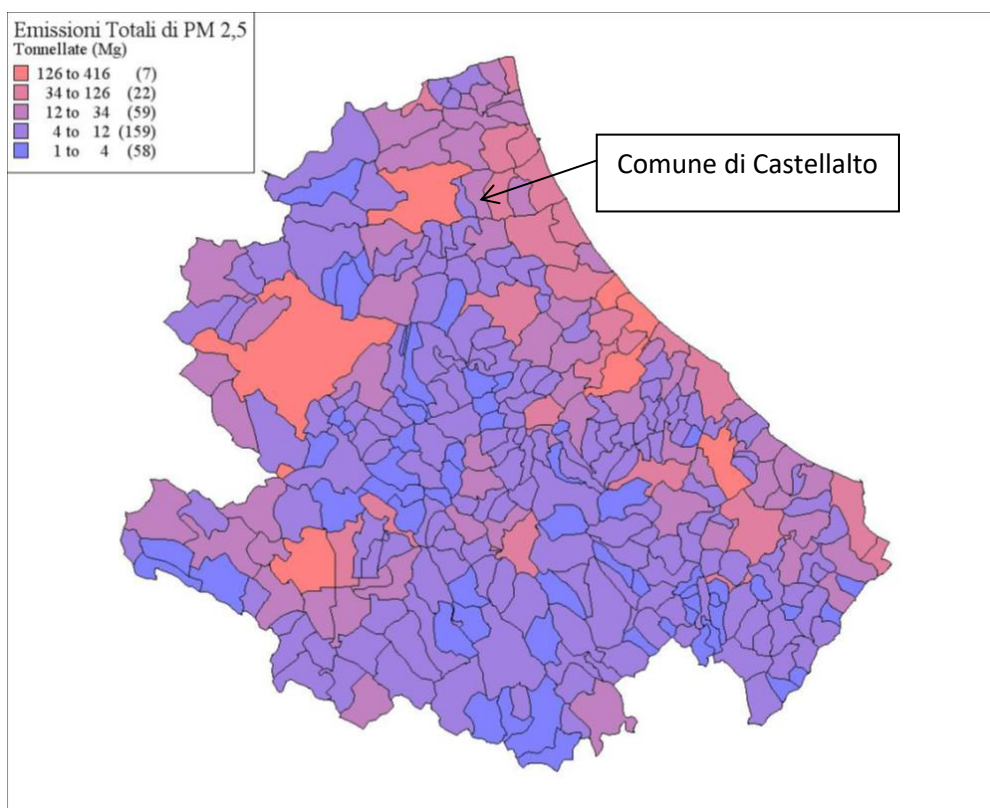 Emissioni Totali di PM 2,5
Tonnellate (Mg)
126 to 416 (7)
34 to 126 (22)
12 to 34 (59)
4 to 12 (159)
1 to 4 (58)
Comune di Castellalto